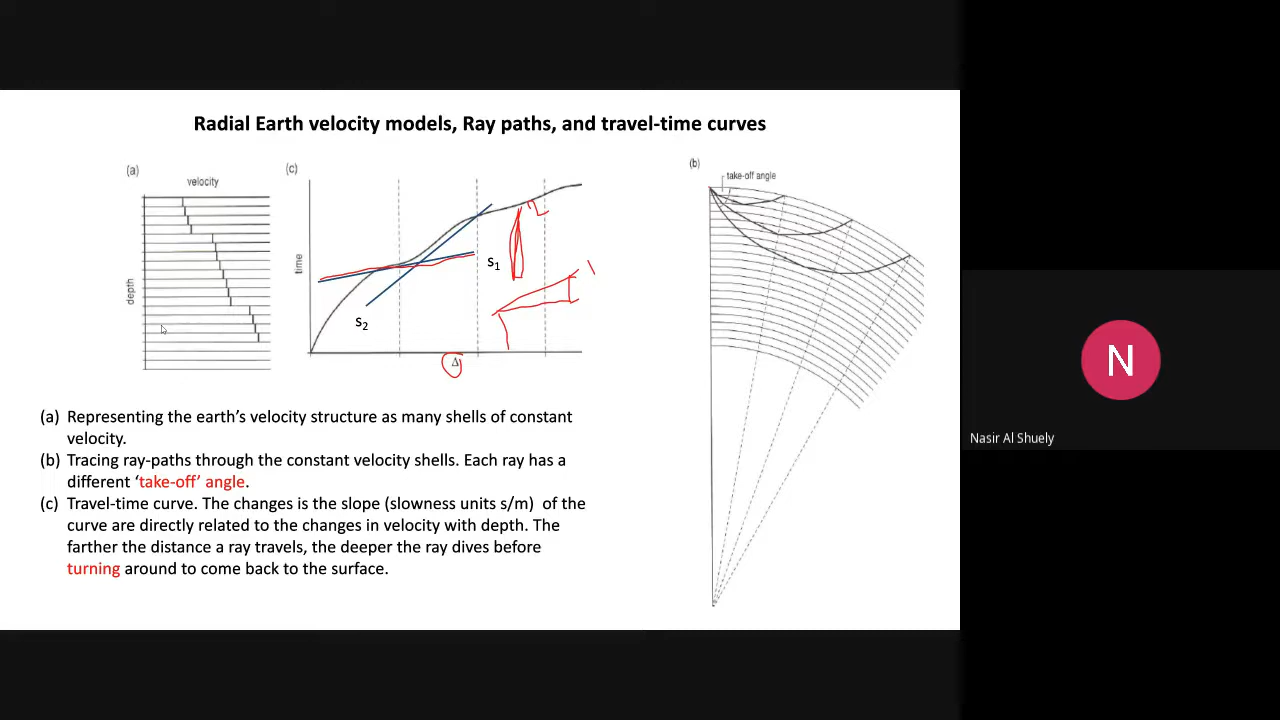 Radial Earth velocity models, Ray paths, and travel-time curves
(a)
velocity
depth
(c)
time
S1
S2
Δ
1
2
(b)
take-off angle
(a) Representing the earth's velocity structure as many shells of constant
velocity.
(b) Tracing ray-paths through the constant velocity shells. Each ray has a
different 'take-off' angle.
(c) Travel-time curve. The changes is the slope (slowness units s/m) of the
curve are directly related to the changes in velocity with depth. The
farther the distance a ray travels, the deeper the ray dives before
turning around to come back to the surface.
N
Nasir Al Shuely